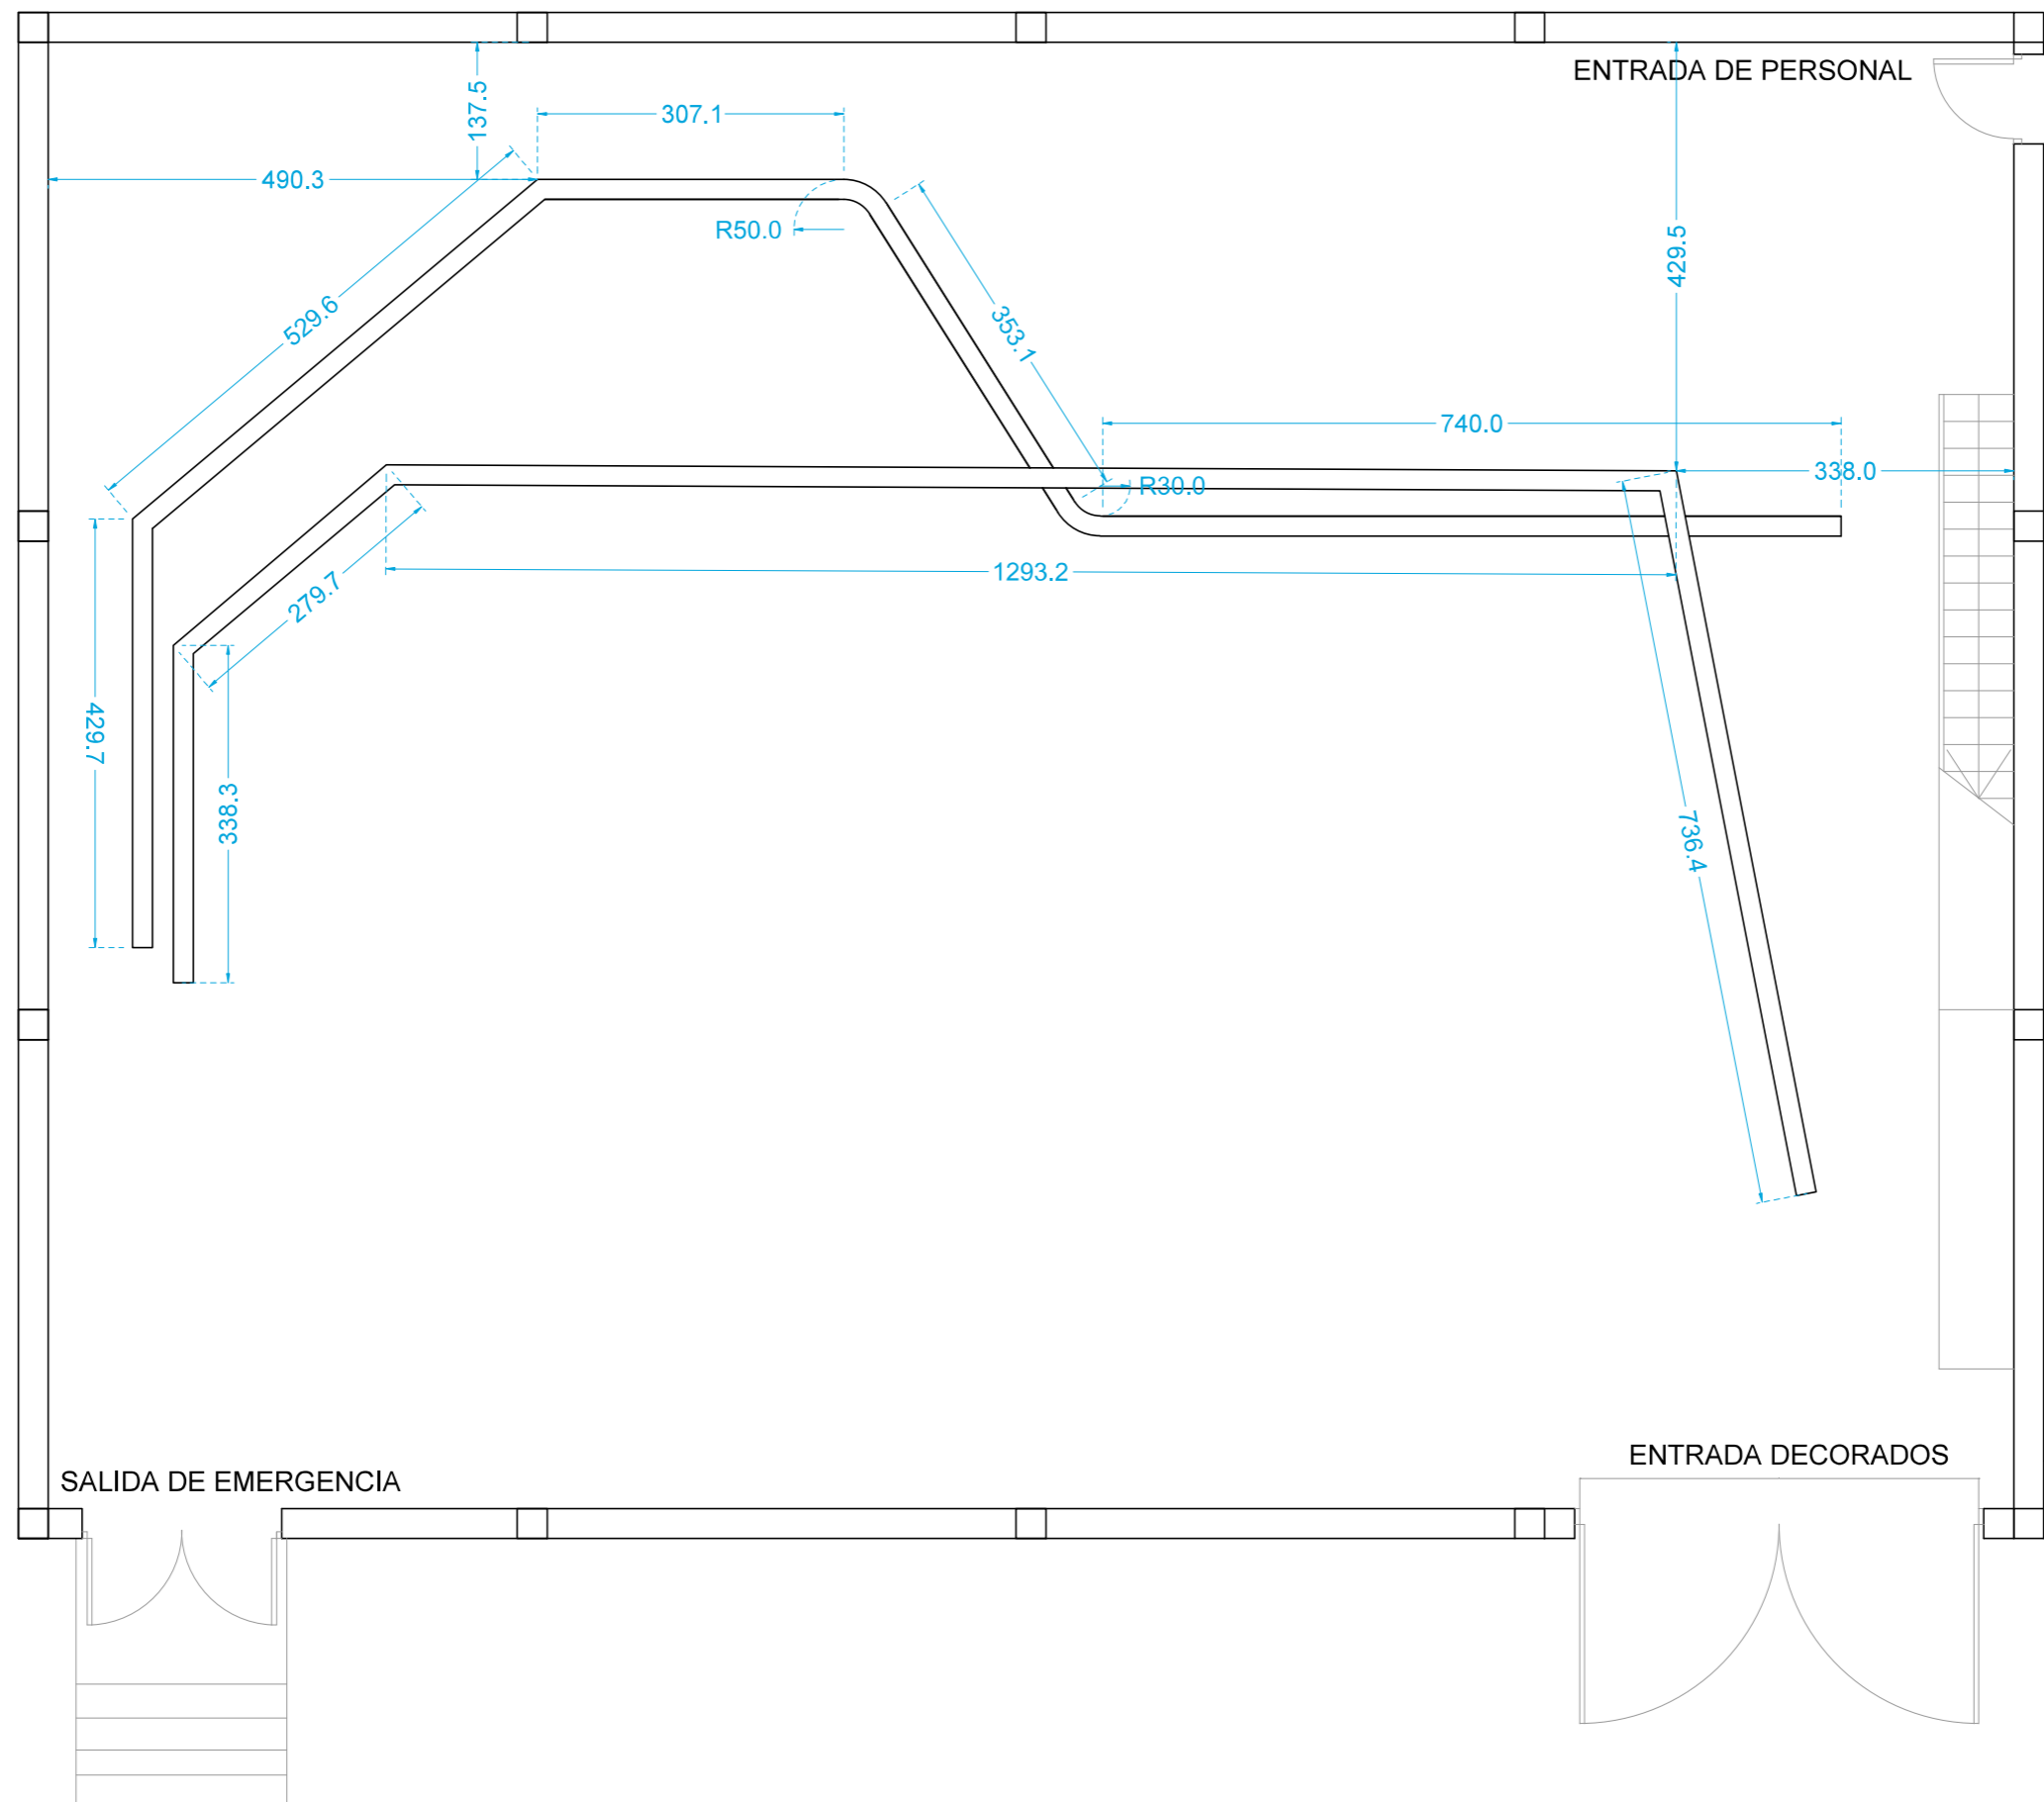 ENTRADA DE PERSONAL
137.5
307.1
490.3
R50.0
429.5
529.6
353.1
740.0
338.0
R30.0
1293.2
279.7
429.7
338.3
736.4
ENTRADA DECORADOS
SALIDA DE EMERGENCIA